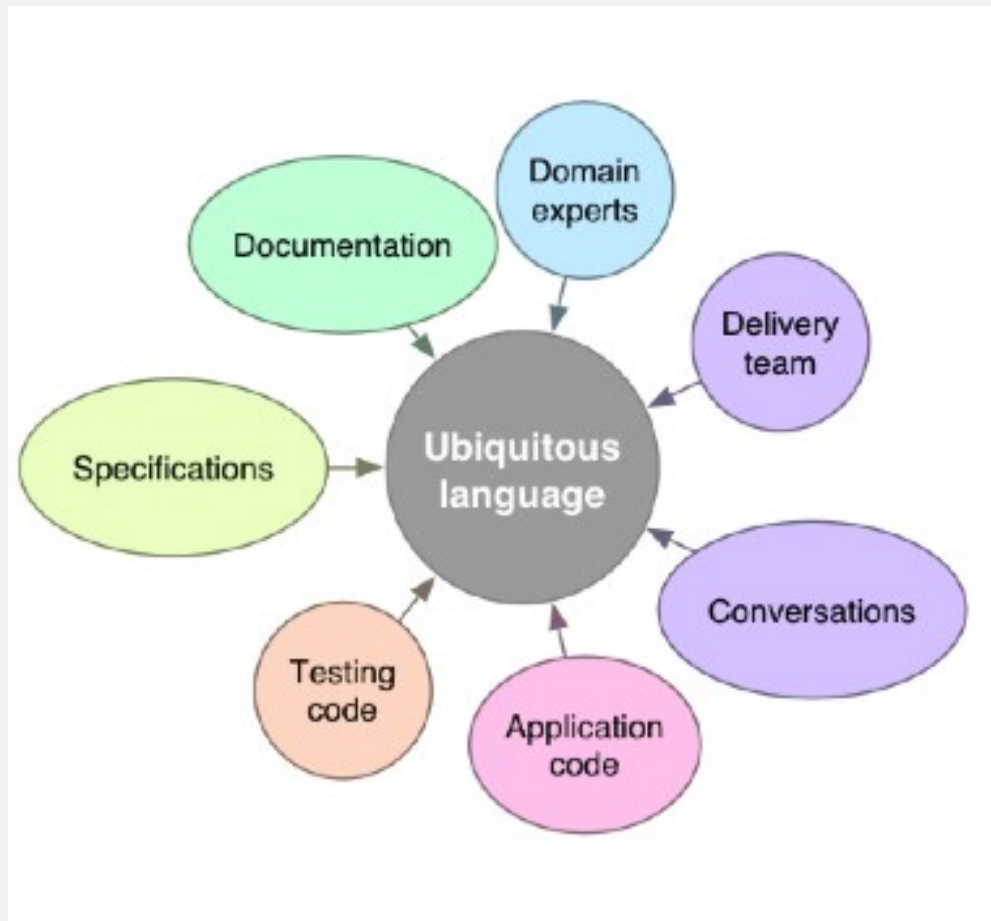 Domain
experts
Documentation
Delivery
team
Ubiquitous
language
Specifications
Conversations
Testing
code
Application
code